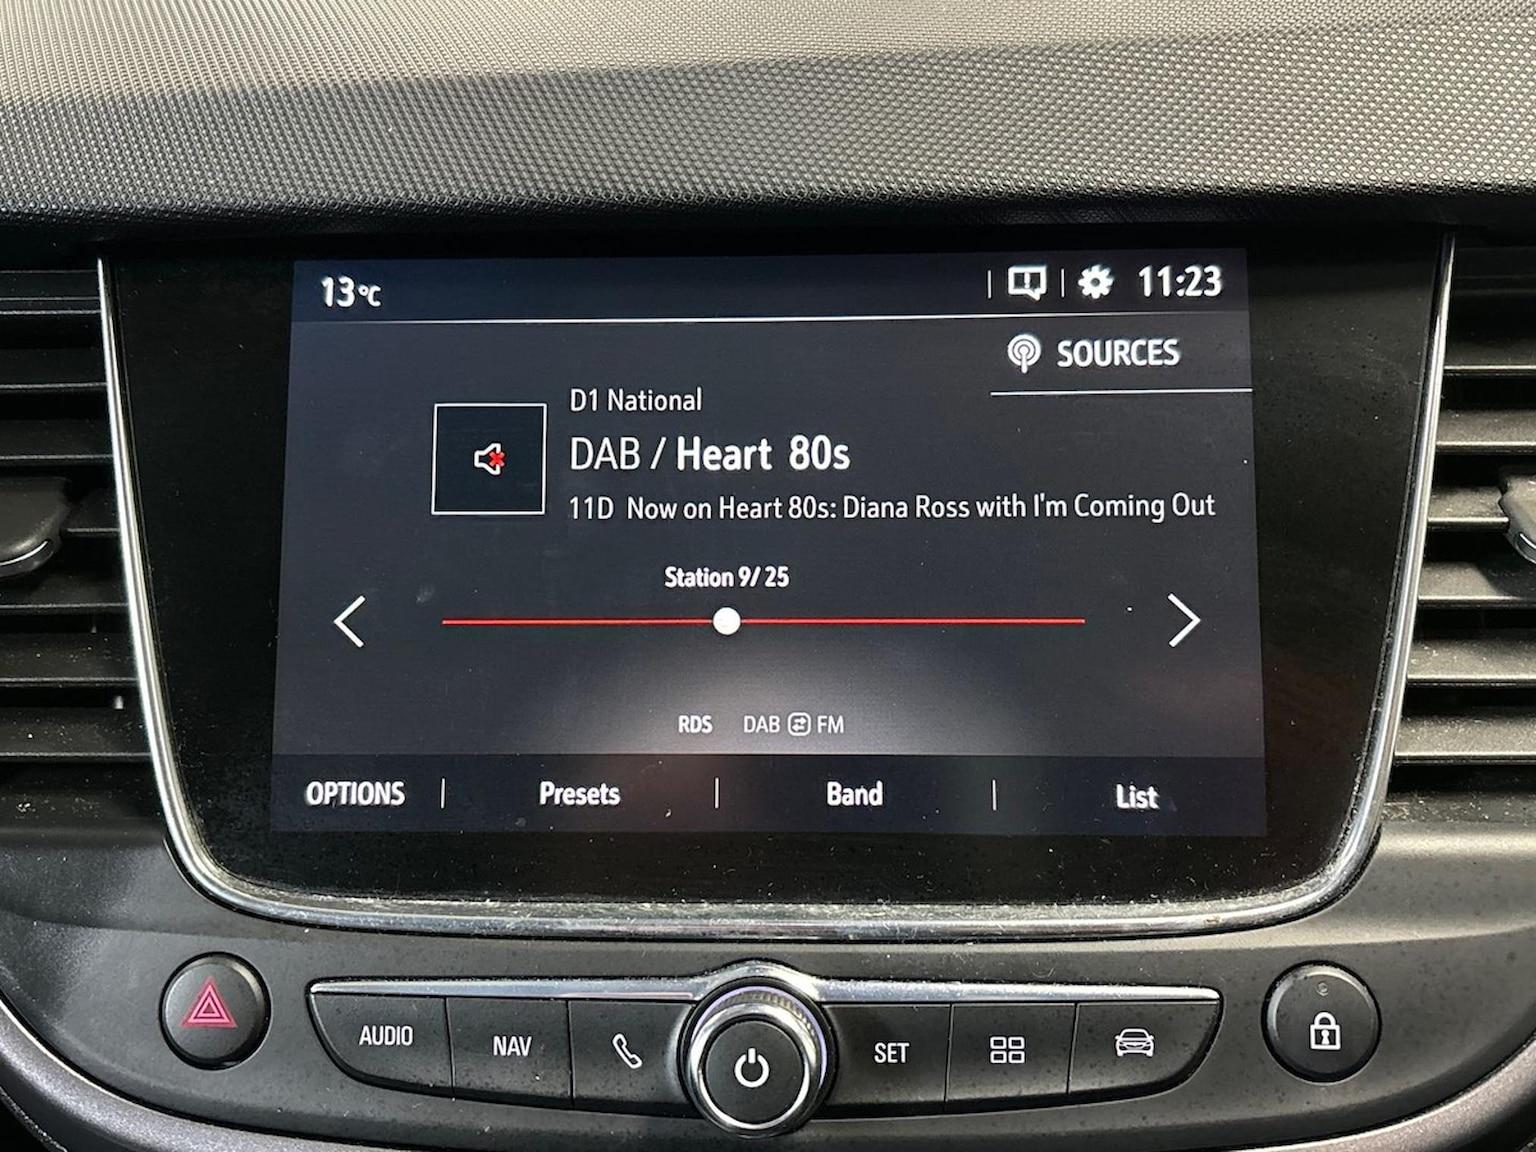 13°C 11:23
SOURCES
D1 National
DAB / Heart 80s
11D Now on Heart 80s: Diana Ross with I'm Coming Out
Station 9/ 25
RDS DAB FM
OPTIONS Presets Band List
AUDIO NAV SET